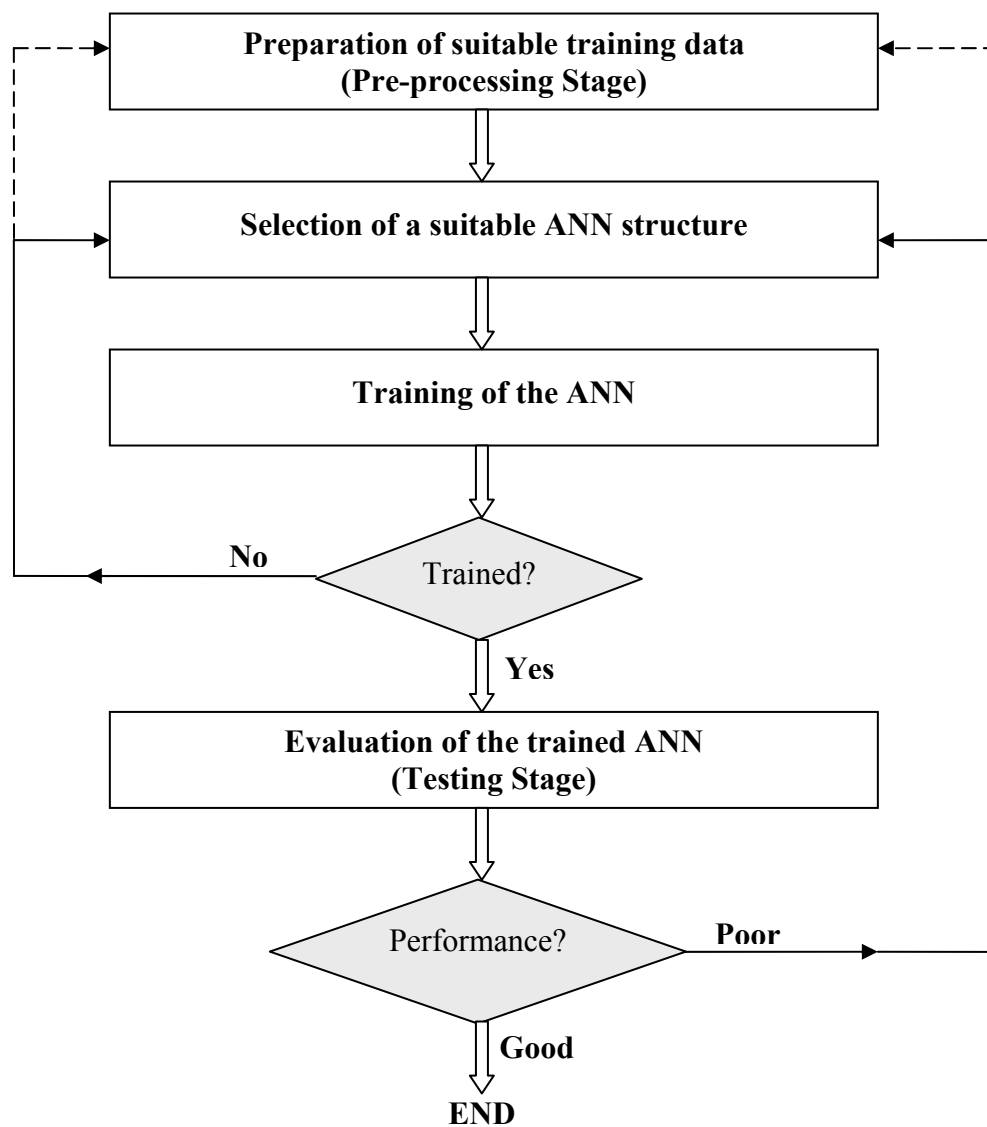 Preparation of suitable training data
(Pre-processing Stage)
Selection of a suitable ANN structure
Training of the ANN
No
Trained?
Yes
Evaluation of the trained ANN
(Testing Stage)
Performance?
Poor
Good
END